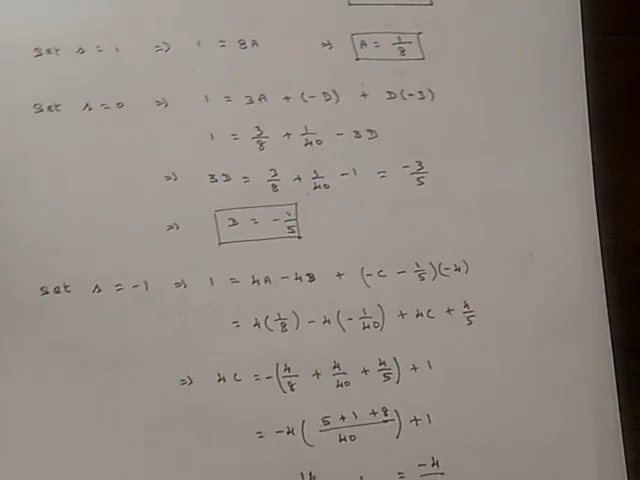 Set s = 1 => 1 = 8A => A = 1/8
Set s = 0 => 1 = 3A + (-B) + D(-3)
1 = 3/8 + 1/40 - 3D
=> 3D = 3/8 + 1/40 - 1 = -3/5
=> D = -1/5
Set s = -1 => 1 = 4A - 4B + (-C - 1/5)(-4)
= 4(1/8) - 4(-1/40) + 4C + 4/5
=> 4C = -(4/8 + 4/40 + 4/5) + 1
= -4((5 + 1 + 8)/40) + 1
= -4